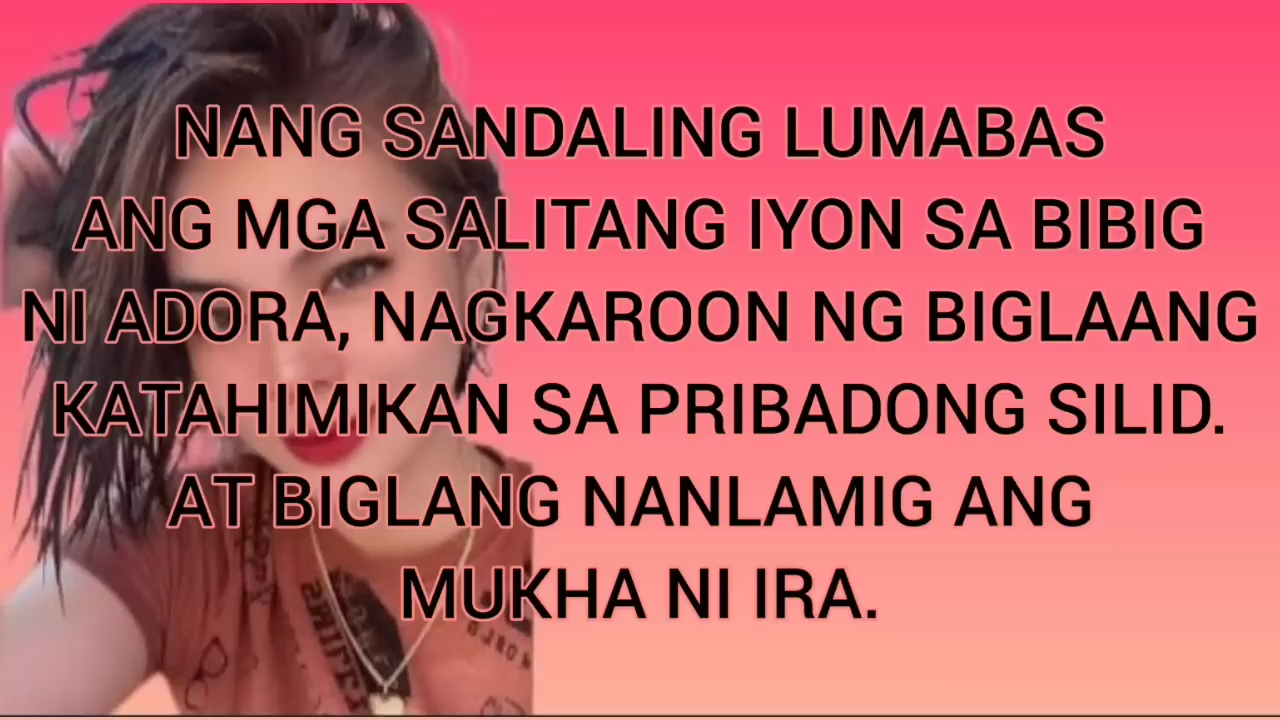 NANG SANDALING LUMABAS
ANG MGA SALITANG IYON SA BIBIG
NI ADORA, NAGKAROON NG BIGLAANG
KATAHIMIKAN SA PRIBADONG SILID.
AT BIGLANG NANLAMIG ANG
MUKHA NI IRA.